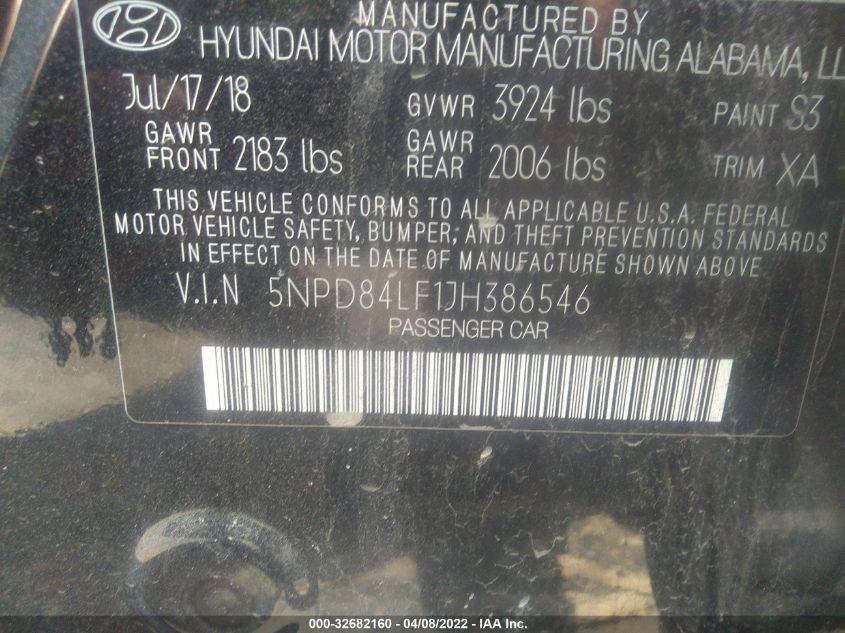 MANUFACTURED BY
HYUNDAI MOTOR MANUFACTURING ALABAMA, LL
Jul/17/18 GVWR 3924 lbs PAINT S3
GAWR FRONT 2183 lbs GAWR REAR 2006 lbs TRIM XA
THIS VEHICLE CONFORMS TO ALL APPLICABLE U.S.A. FEDERAL
MOTOR VEHICLE SAFETY, BUMPER, AND THEFT PREVENTION STANDARDS
IN EFFECT ON THE DATE OF MANUFACTURE SHOWN ABOVE
V.I.N 5NPD84LF1JH386546
PASSENGER CAR
000-32682160 - 04/08/2022 - IAA Inc.